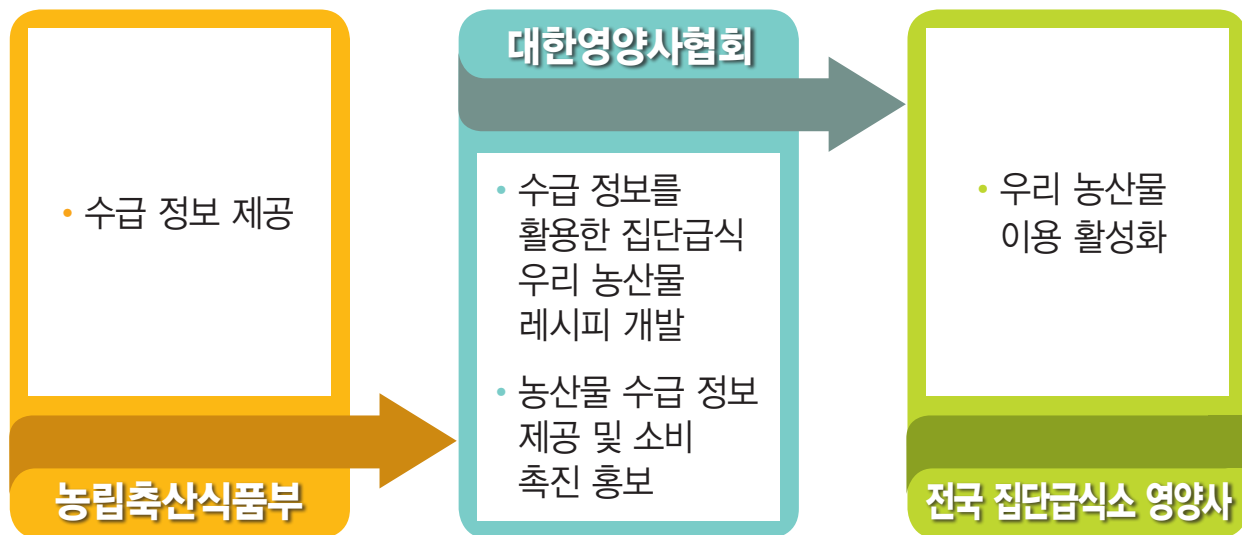 • 수급 정보 제공
농림축산식품부
대한영양사협회
• 수급 정보를
활용한 집단급식
우리 농산물
레시피 개발
• 농산물 수급 정보
제공 및 소비
촉진 홍보
• 우리 농산물
이용 활성화
전국 집단급식소 영양사